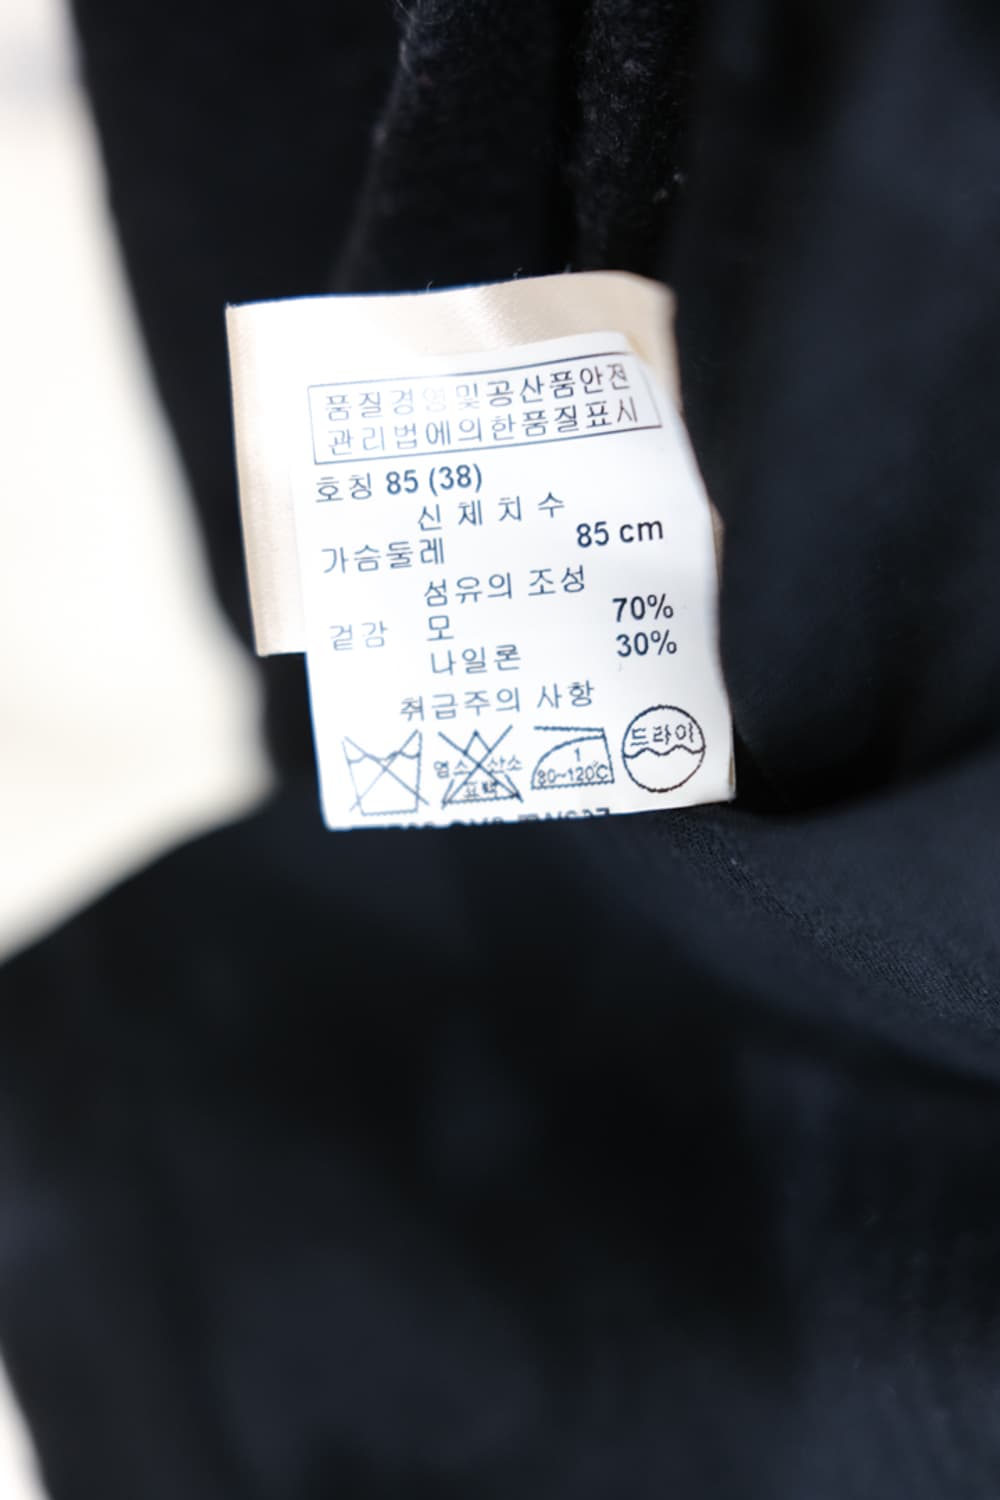 품질경영및공산품안전
관리법에의한품질표시
호칭 85 (38)
신 체 치 수
가슴둘레 85 cm
섬유의 조성
겉감 모 70%
나일론 30%
취급주의 사항
염소 산소
표백
1
80~120℃
드라이